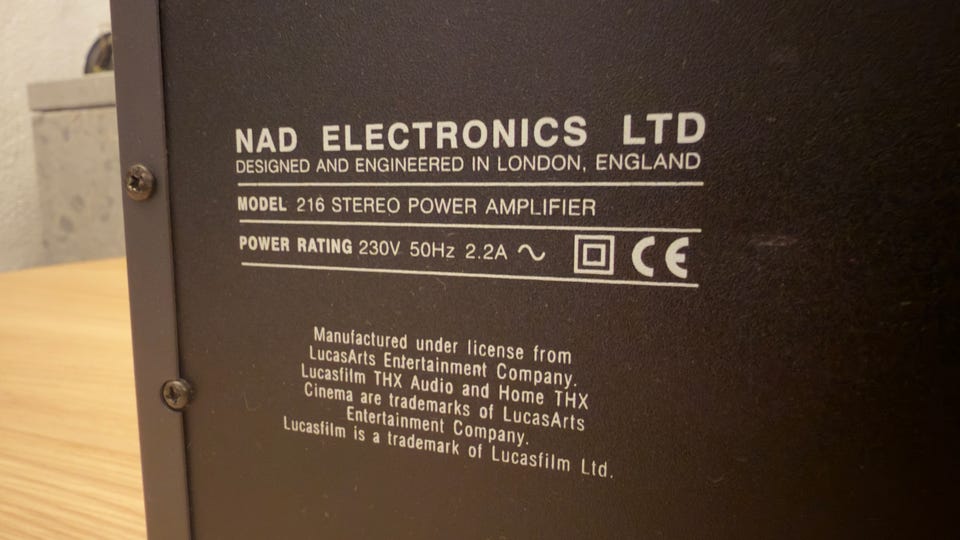 NAD ELECTRONICS LTD
DESIGNED AND ENGINEERED IN LONDON, ENGLAND
MODEL 216 STEREO POWER AMPLIFIER
POWER RATING 230V 50Hz 2.2A ∿ CE
Manufactured under license from
LucasArts Entertainment Company.
Lucasfilm THX Audio and Home THX
Cinema are trademarks of LucasArts
Entertainment Company.
Lucasfilm is a trademark of Lucasfilm Ltd.